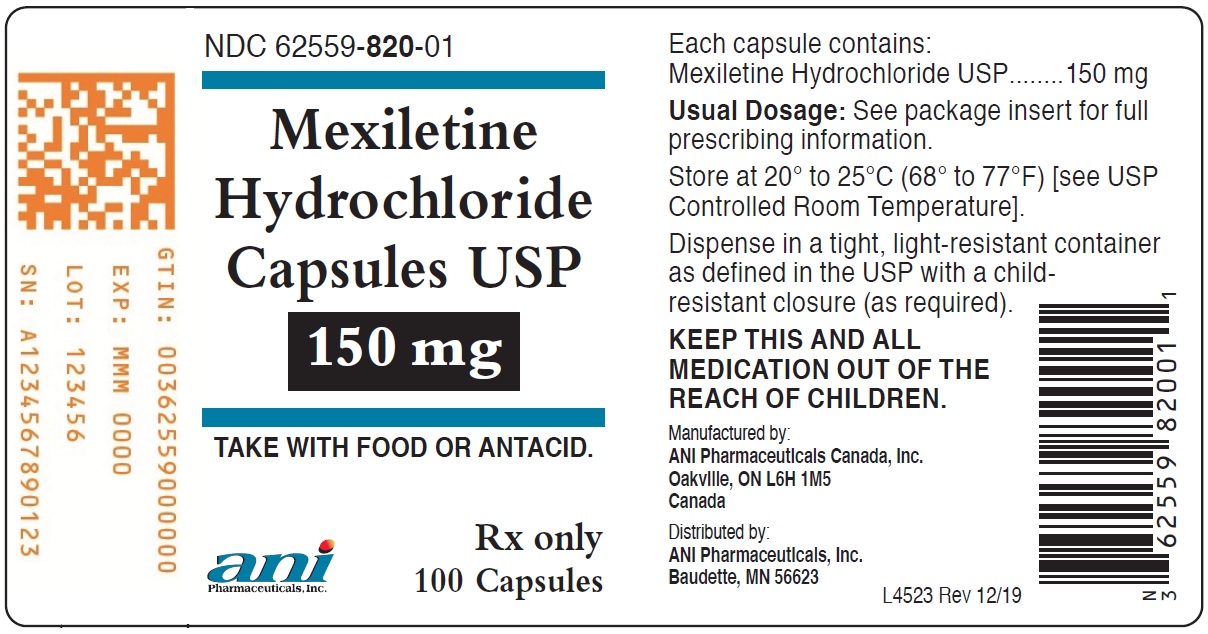 NDC 62559-820-01
Mexiletine
Hydrochloride
Capsules USP
150 mg
TAKE WITH FOOD OR ANTACID.
ani
Pharmaceuticals, Inc.
Rx only
100 Capsules
GTIN: 00362559000000
EXP: MMM 0000
LOT: 123456
SN: A1234567890123
Each capsule contains:
Mexiletine Hydrochloride USP........150 mg
Usual Dosage: See package insert for full
prescribing information.
Store at 20° to 25°C (68° to 77°F) [see USP
Controlled Room Temperature].
Dispense in a tight, light-resistant container
as defined in the USP with a child-
resistant closure (as required).
KEEP THIS AND ALL
MEDICATION OUT OF THE
REACH OF CHILDREN.
Manufactured by:
ANI Pharmaceuticals Canada, Inc.
Oakville, ON L6H 1M5
Canada
Distributed by:
ANI Pharmaceuticals, Inc.
Baudette, MN 56623
L4523 Rev 12/19
N
3 62559 82001 1